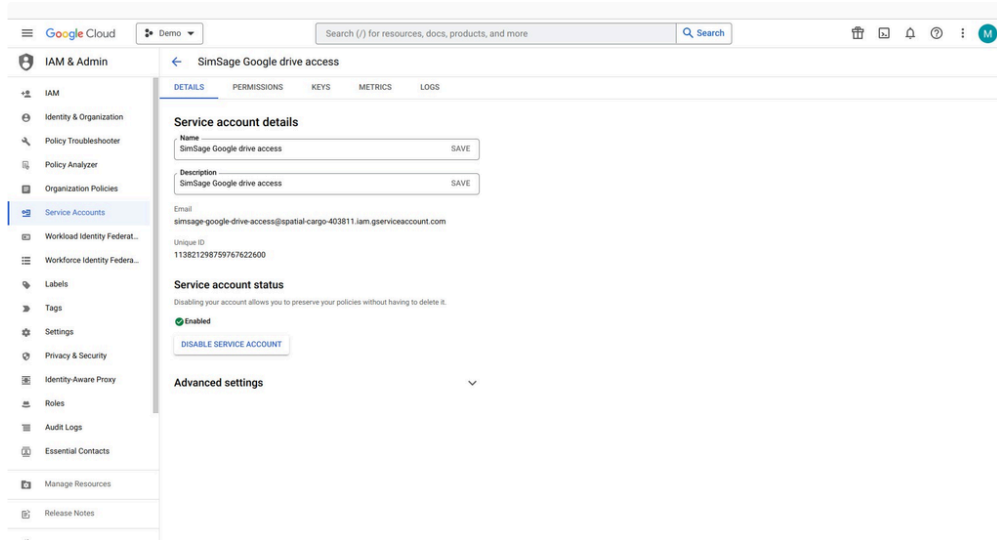 Google Cloud
Demo
Search (/) for resources, docs, products, and more
Search
M
IAM & Admin
SimSage Google drive access
IAM
Identity & Organization
Policy Troubleshooter
Policy Analyzer
Organization Policies
Service Accounts
Workload Identity Federat...
Workforce Identity Federa...
Labels
Tags
Settings
Privacy & Security
Identity-Aware Proxy
Roles
Audit Logs
Essential Contacts
Manage Resources
Release Notes
DETAILS PERMISSIONS KEYS METRICS LOGS
Service account details
Name
SimSage Google drive access SAVE
Description
SimSage Google drive access SAVE
Email
simsage-google-drive-access@spatial-cargo-403811.iam.gserviceaccount.com
Unique ID
113821298759767622600
Service account status
Disabling your account allows you to preserve your policies without having to delete it.
Enabled
DISABLE SERVICE ACCOUNT
Advanced settings